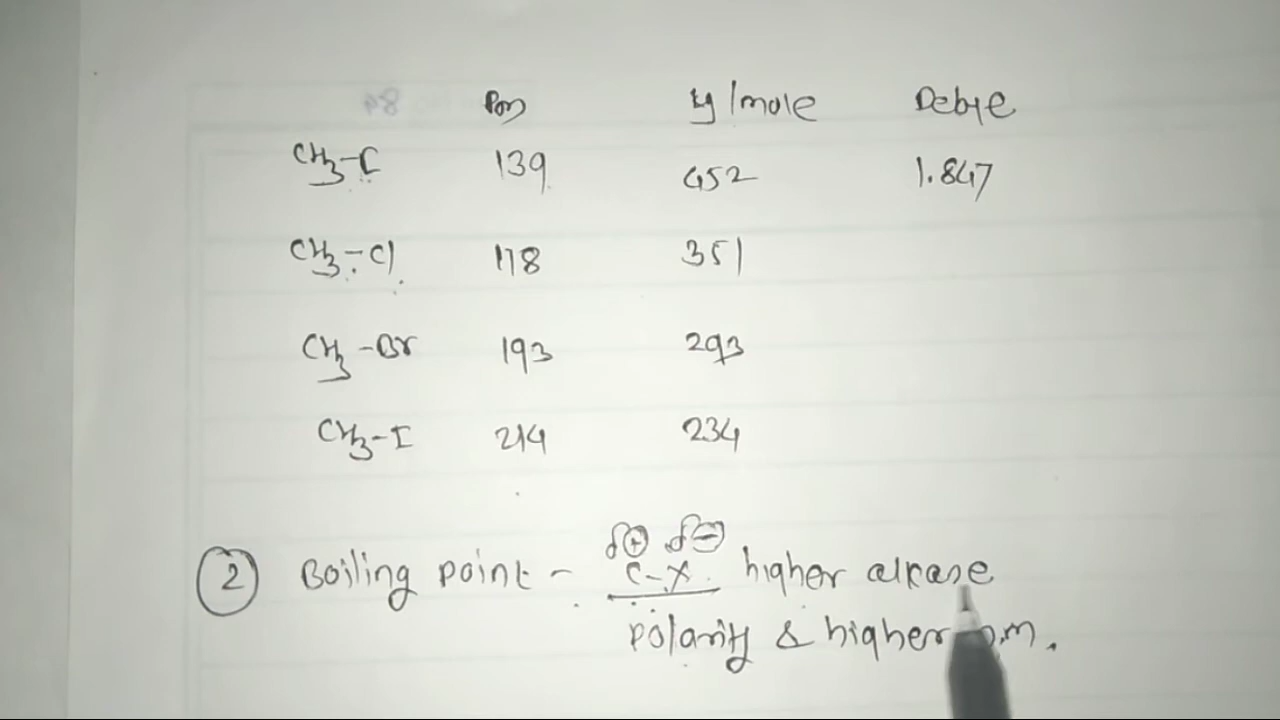 Pm kJ/mole Debye
CH3-F 139 452 1.847
CH3-Cl 178 351
CH3-Br 193 293
CH3-I 214 234
② Boiling point - δ⊕ δ⊖
C-X higher alkane
polarity & higher m.